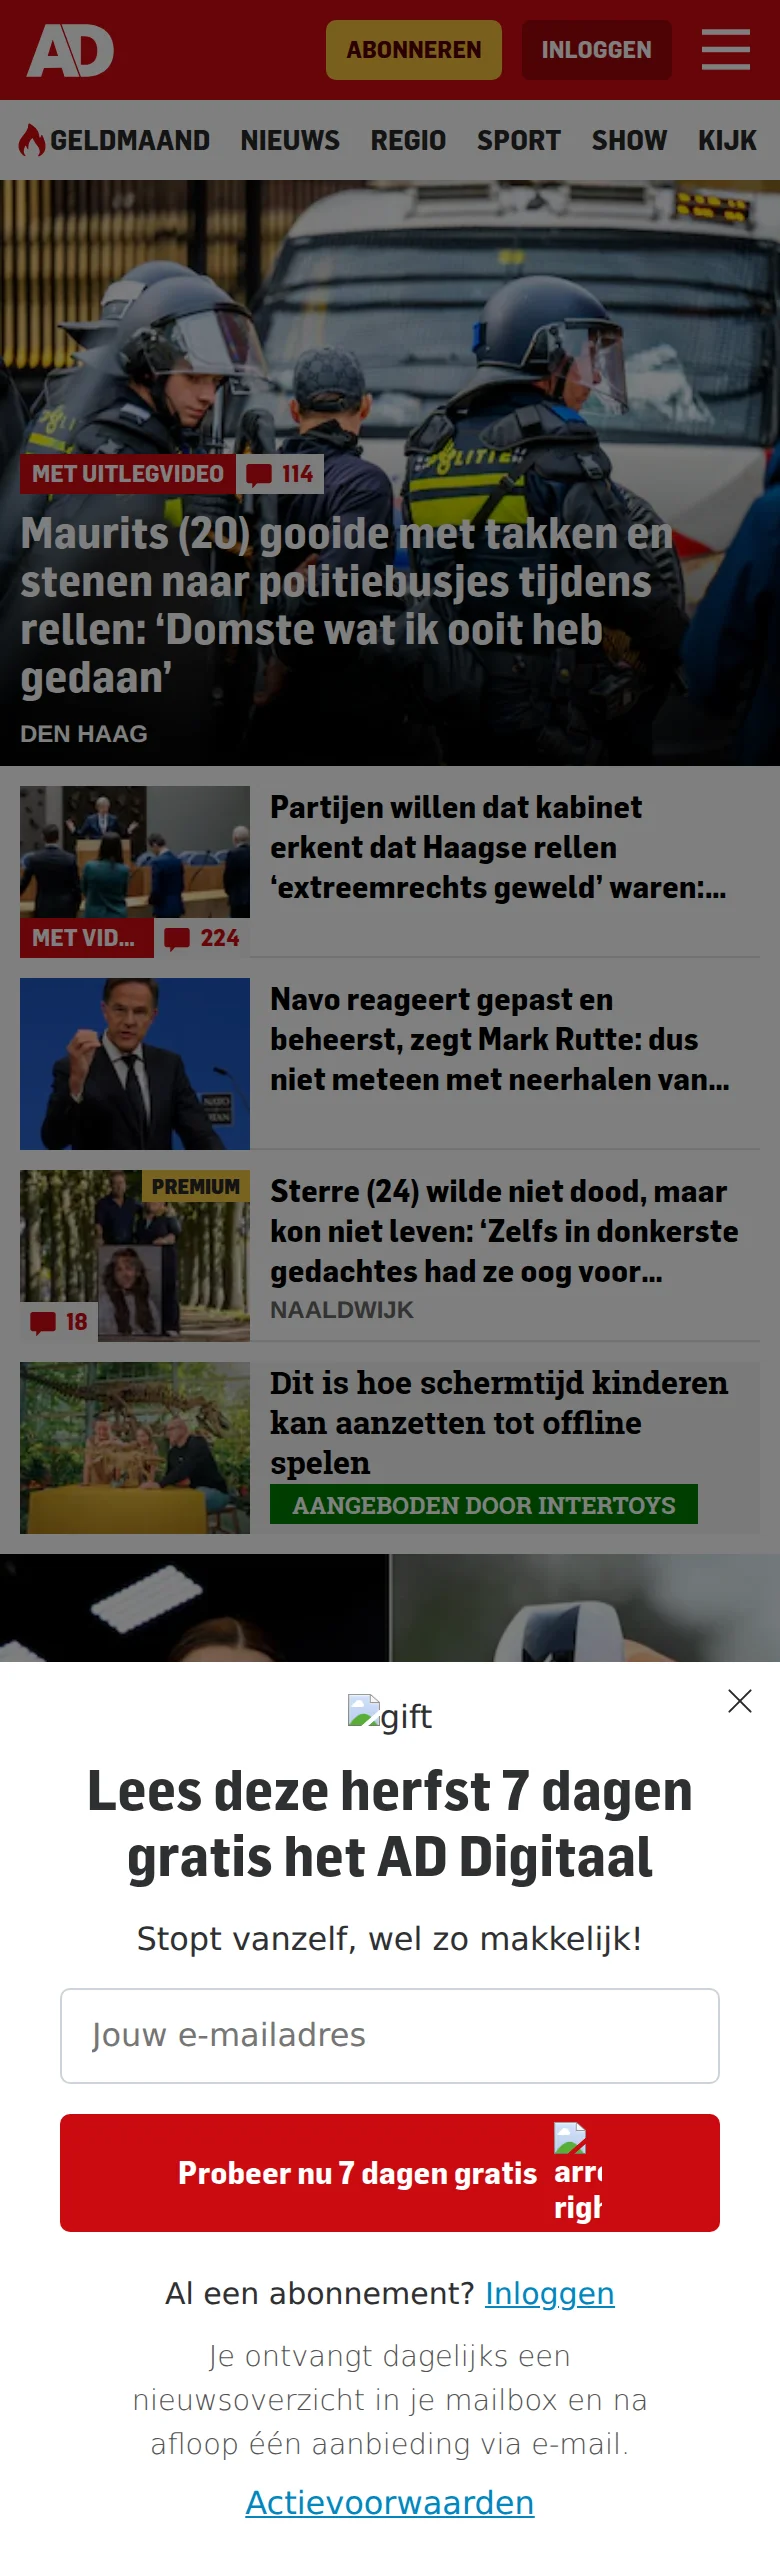 AD
ABONNEREN
INLOGGEN
GELDMAAND NIEUWS REGIO SPORT SHOW KIJK
POLITIE
MET UITLEGVIDEO 114
Maurits (20) gooide met takken en
stenen naar politiebusjes tijdens
rellen: ‘Domste wat ik ooit heb
gedaan’
DEN HAAG
Partijen willen dat kabinet
erkent dat Haagse rellen
‘extreemrechts geweld’ waren:...
MET VID... 224
Navo reageert gepast en
beheerst, zegt Mark Rutte: dus
niet meteen met neerhalen van...
PREMIUM
18
Sterre (24) wilde niet dood, maar
kon niet leven: ‘Zelfs in donkerste
gedachtes had ze oog voor...
NAALDWIJK
Dit is hoe schermtijd kinderen
kan aanzetten tot offline
spelen
AANGEBODEN DOOR INTERTOYS
gift
Lees deze herfst 7 dagen
gratis het AD Digitaal
Stopt vanzelf, wel zo makkelijk!
Jouw e-mailadres
Probeer nu 7 dagen gratis
arr
righ
Al een abonnement? Inloggen
Je ontvangt dagelijks een
nieuwsoverzicht in je mailbox en na
afloop één aanbieding via e-mail.
Actievoorwaarden